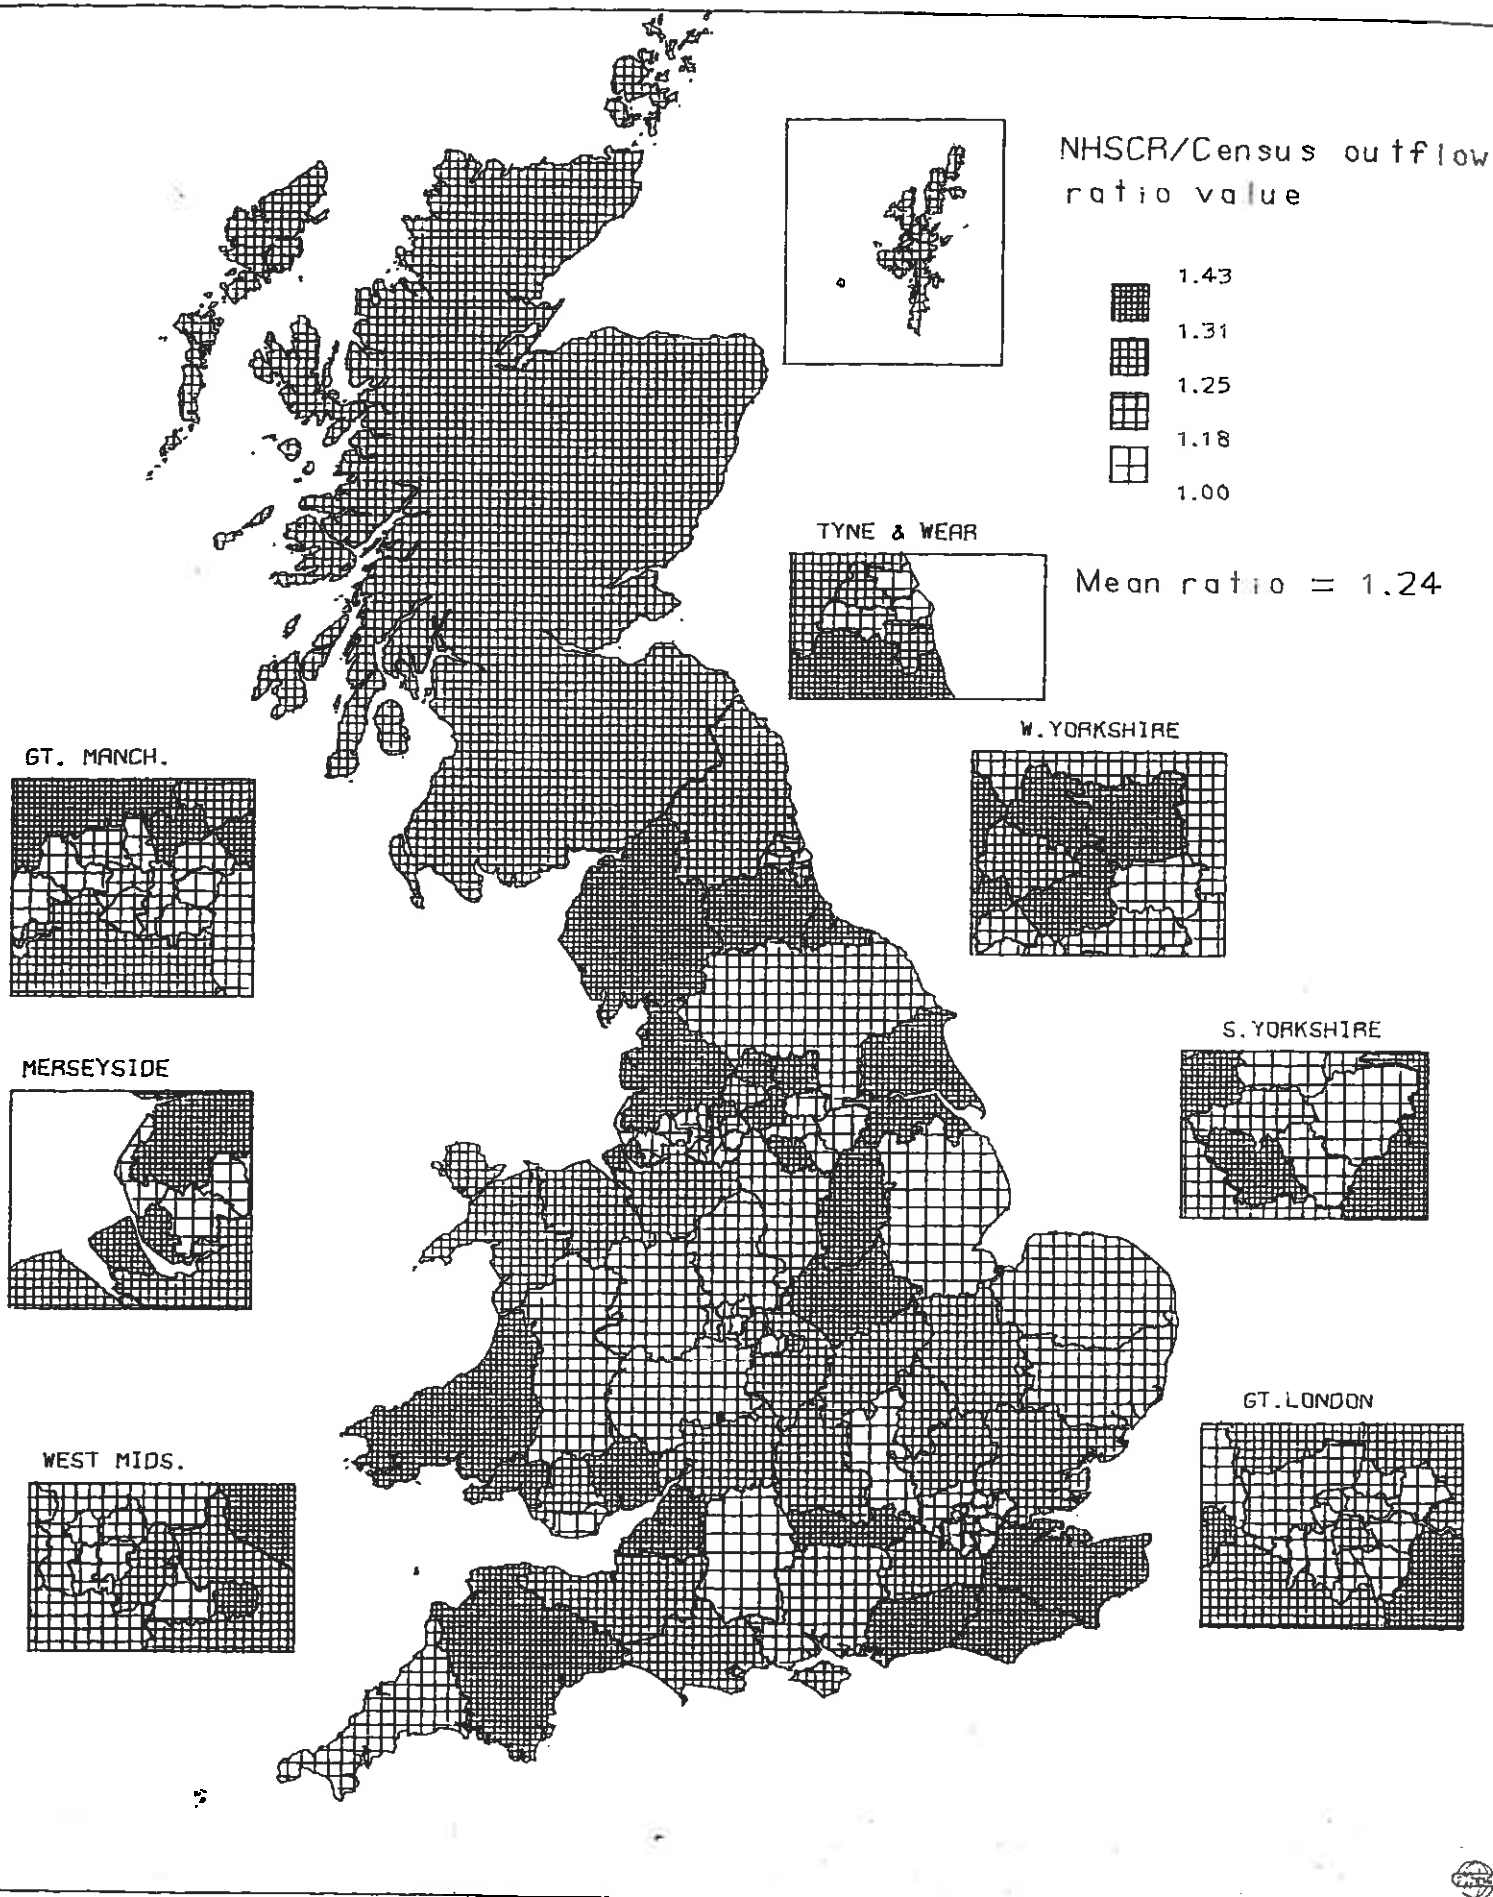 NHSCR/Census outflow
ratio value
1.43
1.31
1.25
1.18
1.00
TYNE & WEAR
Mean ratio = 1.24
W.YORKSHIRE
GT. MANCH.
S.YORKSHIRE
MERSEYSIDE
GT.LONDON
WEST MIDS.